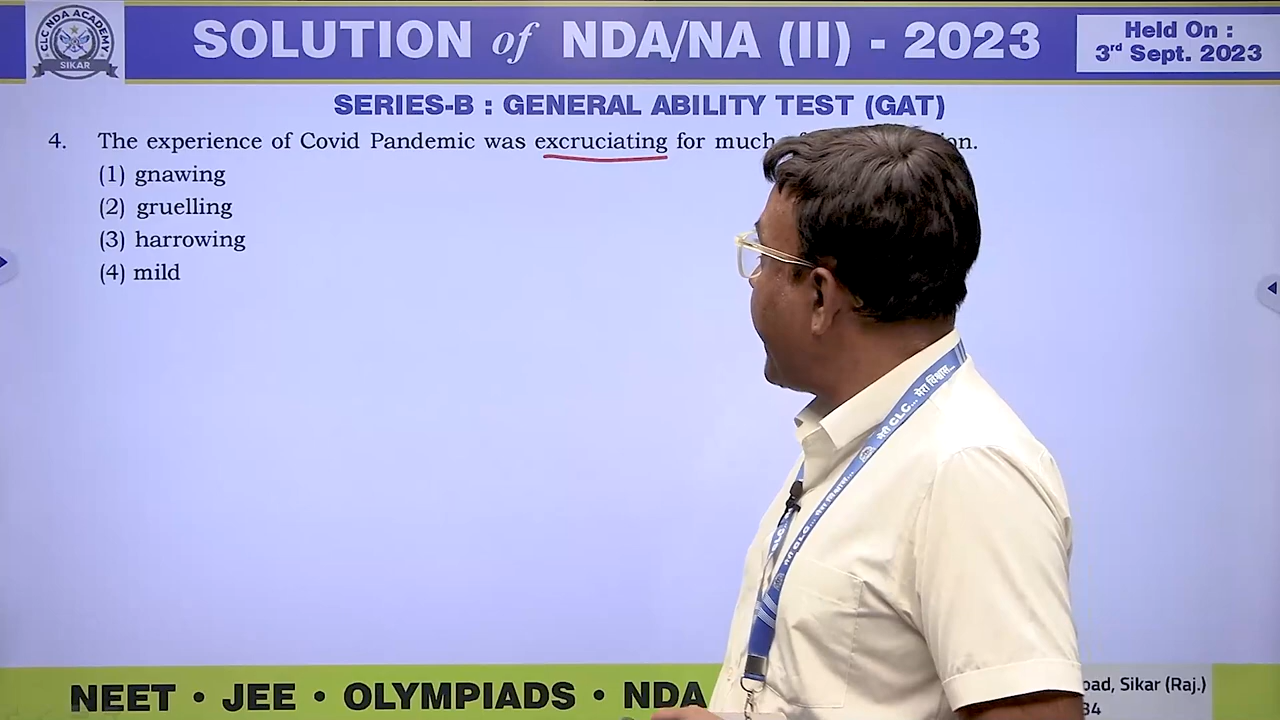 CLC NDA ACADEMY
SIKAR
SOLUTION of NDA/NA (II) - 2023
Held On :
3rd Sept. 2023
SERIES-B : GENERAL ABILITY TEST (GAT)
4. The experience of Covid Pandemic was excruciating for much
(1) gnawing
(2) gruelling
(3) harrowing
(4) mild
मेरी CLC... मेरा विश्वास...
NEET • JEE • OLYMPIADS • NDA
Sikar (Raj.)